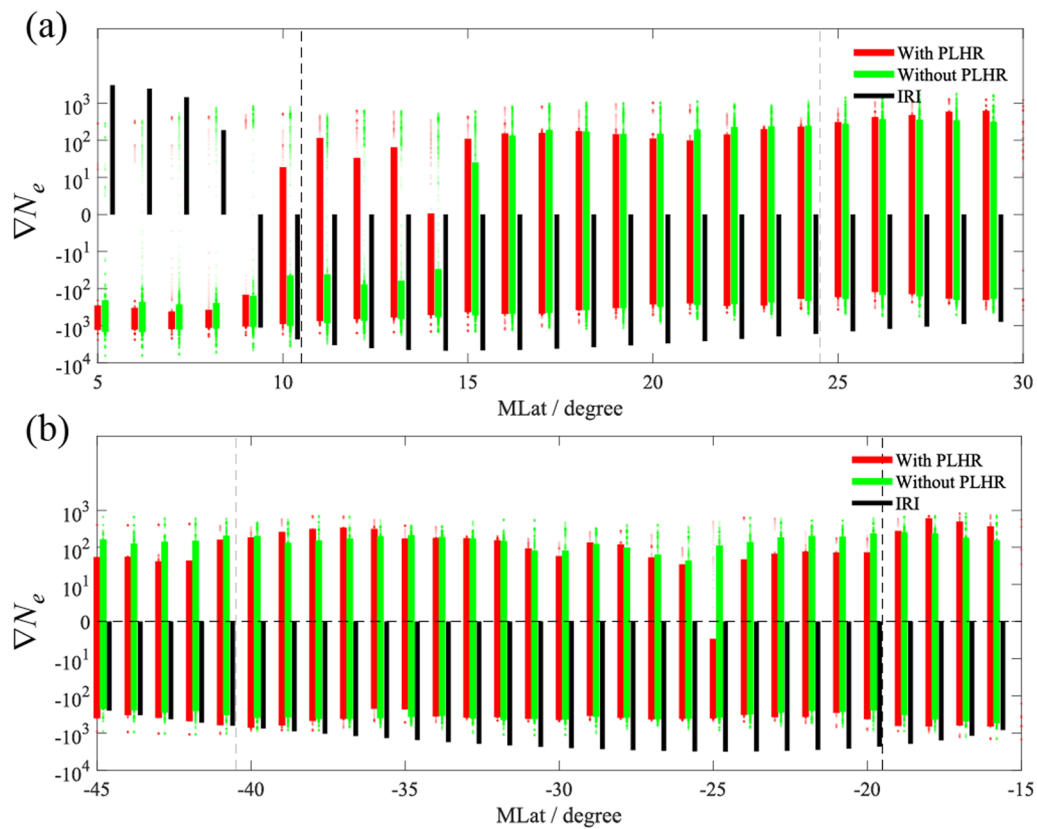 (a)
With PLHR
Without PLHR
IRI
10³
10²
10¹
0
-10¹
-10²
-10³
-10⁴
∇Nₑ
5 10 15 20 25 30
MLat / degree
(b)
With PLHR
Without PLHR
IRI
10³
10²
10¹
0
-10¹
-10²
-10³
-10⁴
∇Nₑ
-45 -40 -35 -30 -25 -20 -15
MLat / degree